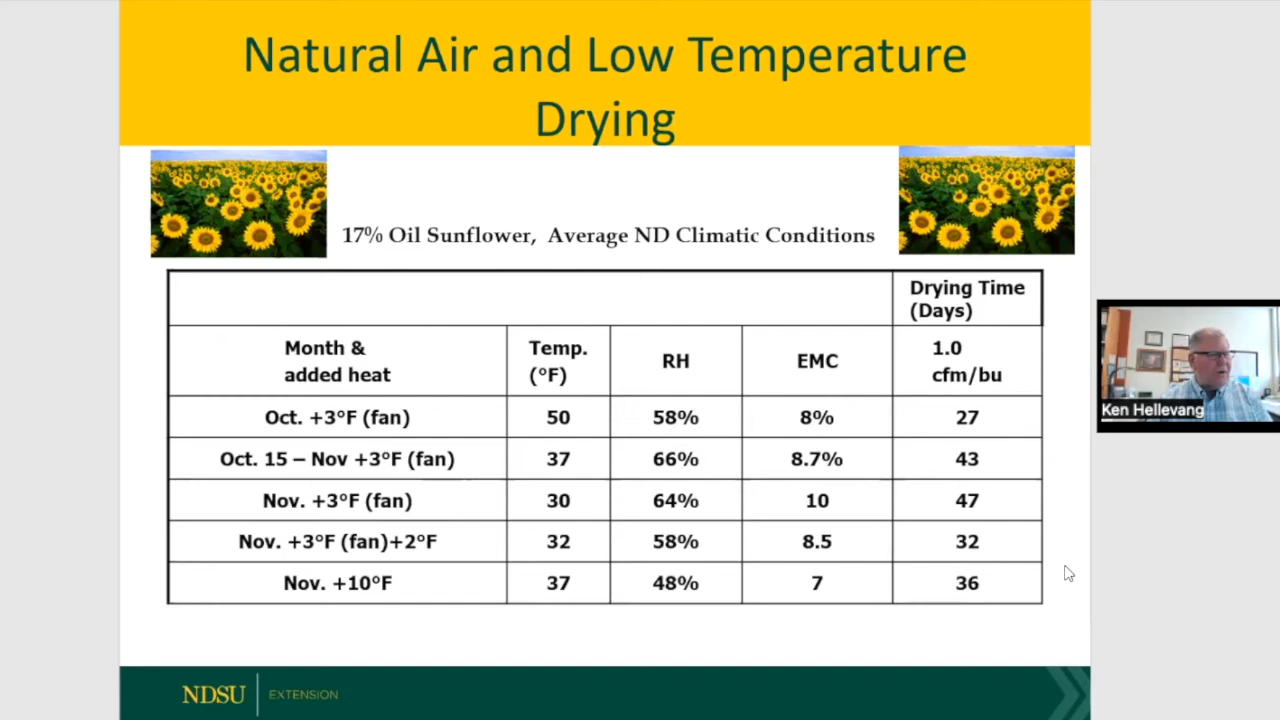 Natural Air and Low Temperature
Drying
17% Oil Sunflower, Average ND Climatic Conditions
Drying Time
(Days)
Month &
added heat
Temp.
(°F)
RH
EMC
1.0
cfm/bu
Oct. +3°F (fan) 50 58% 8% 27
Oct. 15 – Nov +3°F (fan) 37 66% 8.7% 43
Nov. +3°F (fan) 30 64% 10 47
Nov. +3°F (fan)+2°F 32 58% 8.5 32
Nov. +10°F 37 48% 7 36
Ken Hellevang
NDSU EXTENSION